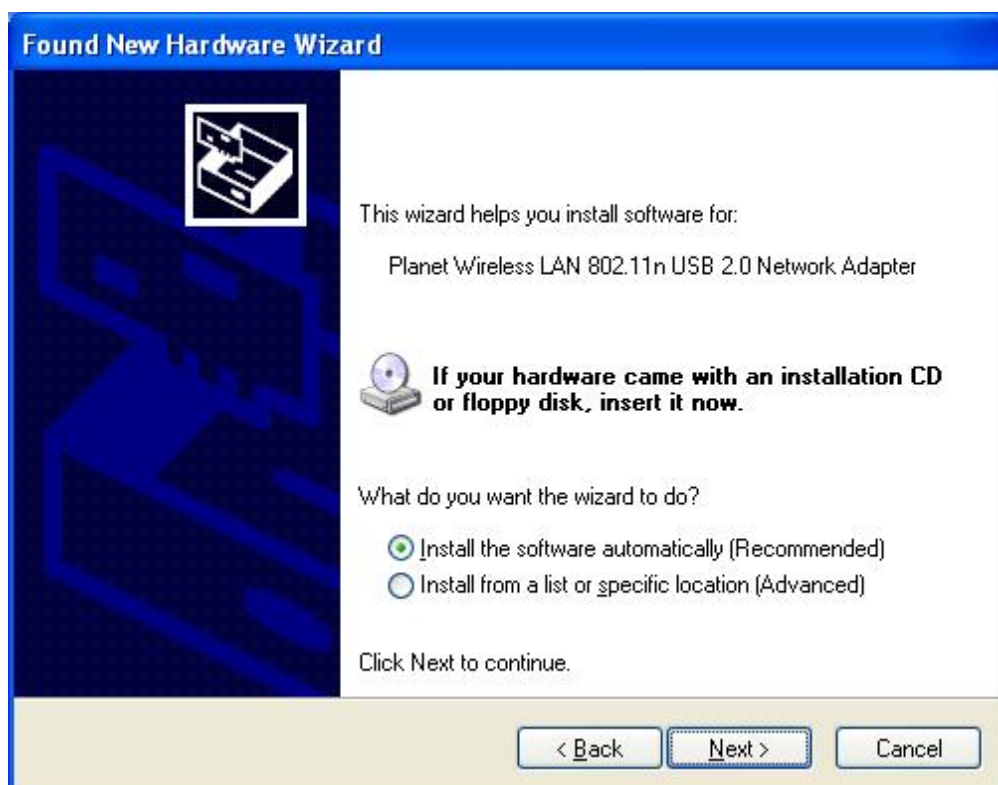 Found New Hardware Wizard
This wizard helps you install software for:
Planet Wireless LAN 802.11n USB 2.0 Network Adapter
If your hardware came with an installation CD
or floppy disk, insert it now.
What do you want the wizard to do?
Install the software automatically (Recommended)
Install from a list or specific location (Advanced)
Click Next to continue.
< Back Next > Cancel